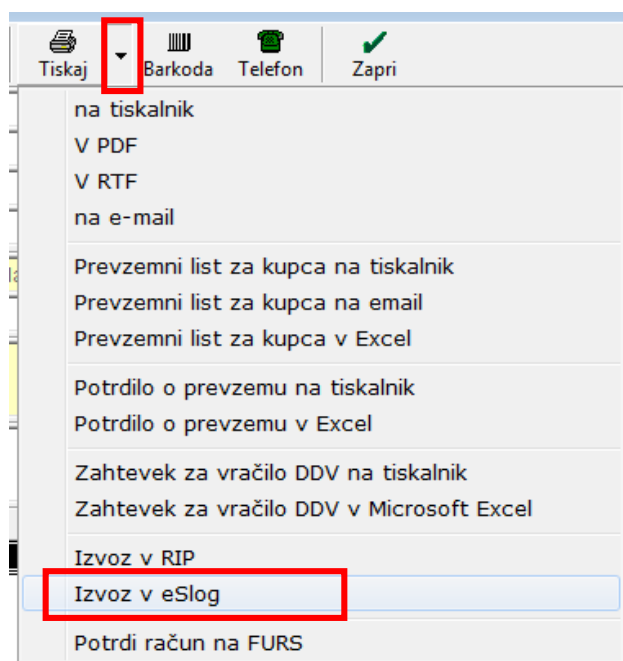 Tiskaj Barkoda Telefon Zapri
na tiskalnik
V PDF
V RTF
na e-mail
Prevzemni list za kupca na tiskalnik
Prevzemni list za kupca na email
Prevzemni list za kupca v Excel
Potrdilo o prevzemu na tiskalnik
Potrdilo o prevzemu v Excel
Zahtevek za vračilo DDV na tiskalnik
Zahtevek za vračilo DDV v Microsoft Excel
Izvoz v RIP
Izvoz v eSlog
Potrdi račun na FURS